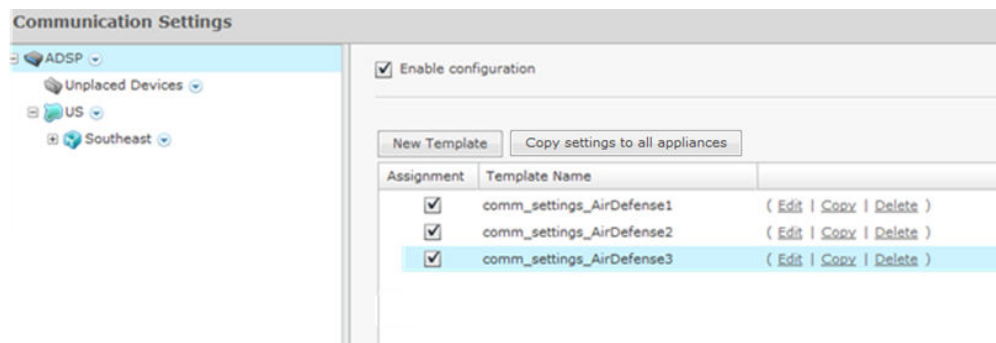 Communication Settings
ADSP
Unplaced Devices
US
Southeast
Enable configuration
New Template
Copy settings to all appliances
Assignment Template Name
comm_settings_AirDefense1 ( Edit | Copy | Delete )
comm_settings_AirDefense2 ( Edit | Copy | Delete )
comm_settings_AirDefense3 ( Edit | Copy | Delete )